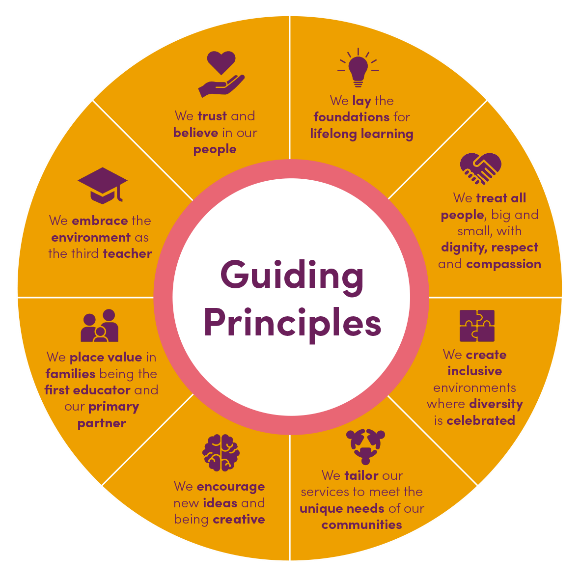 Guiding
Principles
We lay the
foundations for
lifelong learning
We treat all
people, big and
small, with
dignity, respect
and compassion
We create
inclusive
environments
where diversity
is celebrated
We tailor our
services to meet the
unique needs of our
communities
We encourage
new ideas and
being creative
We place value in
families being the
first educator and
our primary
partner
We embrace the
environment as
the third teacher
We trust and
believe in our
people